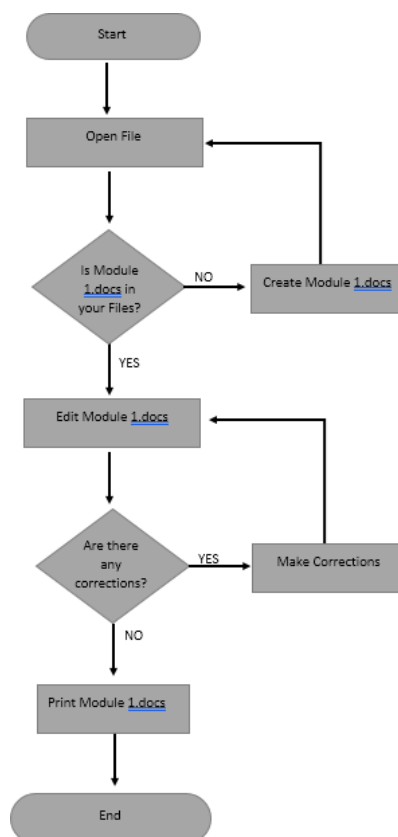 Start
Open File
Is Module
1.docs in
your Files?
NO
Create Module 1.docs
YES
Edit Module 1.docs
Are there
any
corrections?
YES
Make Corrections
NO
Print Module 1.docs
End